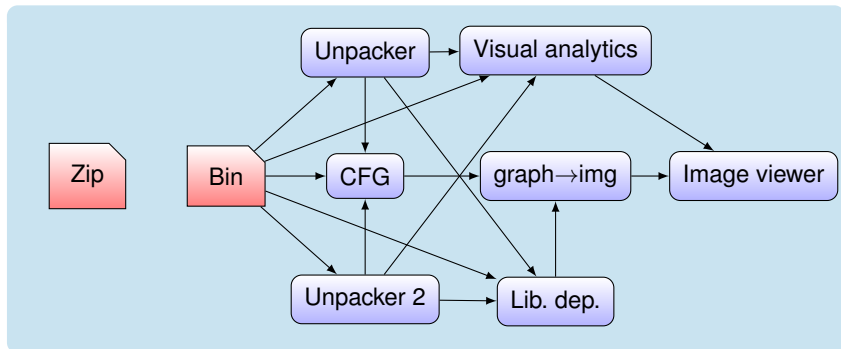 Unpacker
Visual analytics
Zip
Bin
CFG
graph→img
Image viewer
Unpacker 2
Lib. dep.